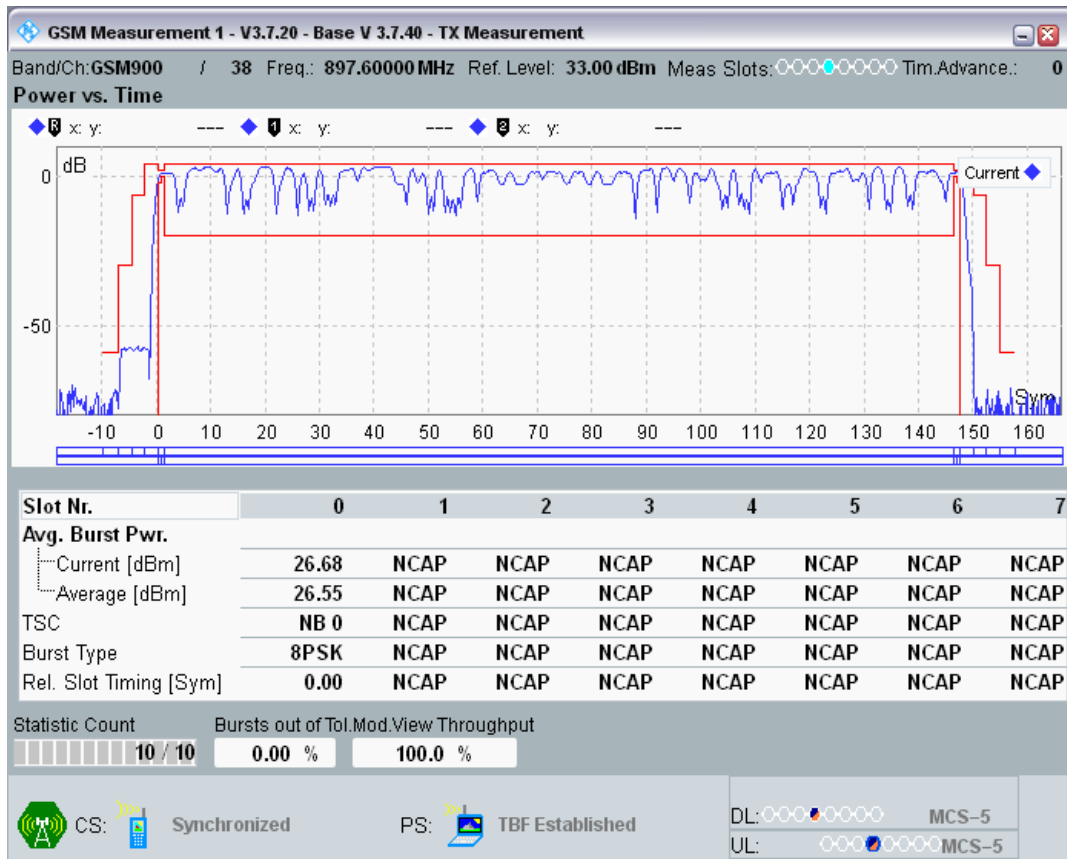 GSM Measurement 1 - V3.7.20 - Base V 3.7.40 - TX Measurement
Band/Ch:GSM900 / 38 Freq.: 897.60000 MHz Ref. Level: 33.00 dBm Meas Slots: Tim.Advance.: 0
Power vs. Time
R x: y: --- 1 x: y: --- 2 x: y: ---
dB
0
Current
-50
Sym
-10 0 10 20 30 40 50 60 70 80 90 100 110 120 130 140 150 160
Slot Nr. 0 1 2 3 4 5 6 7
Avg. Burst Pwr.
Current [dBm] 26.68 NCAP NCAP NCAP NCAP NCAP NCAP NCAP
Average [dBm] 26.55 NCAP NCAP NCAP NCAP NCAP NCAP NCAP
TSC NB 0 NCAP NCAP NCAP NCAP NCAP NCAP NCAP
Burst Type 8PSK NCAP NCAP NCAP NCAP NCAP NCAP NCAP
Rel. Slot Timing [Sym] 0.00 NCAP NCAP NCAP NCAP NCAP NCAP NCAP
Statistic Count Bursts out of Tol.Mod.View Throughput
10 / 10 0.00 % 100.0 %
CS: Synchronized PS: TBF Established
DL: MCS-5
UL: MCS-5